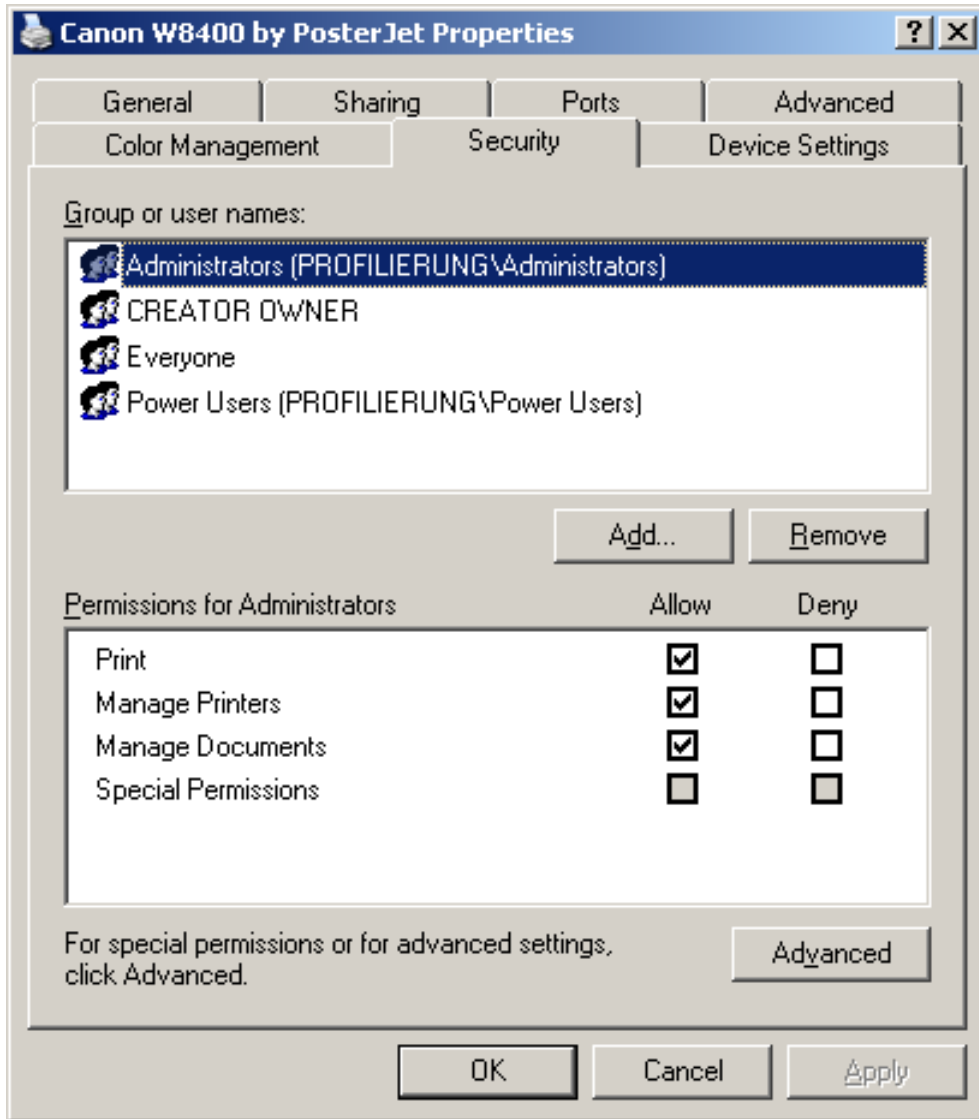 Canon W8400 by PosterJet Properties
General Sharing Ports Advanced
Color Management Security Device Settings
Group or user names:
Administrators (PROFILIERUNG\Administrators)
CREATOR OWNER
Everyone
Power Users (PROFILIERUNG\Power Users)
Add... Remove
Permissions for Administrators Allow Deny
Print
Manage Printers
Manage Documents
Special Permissions
For special permissions or for advanced settings,
click Advanced.
Advanced
OK Cancel Apply